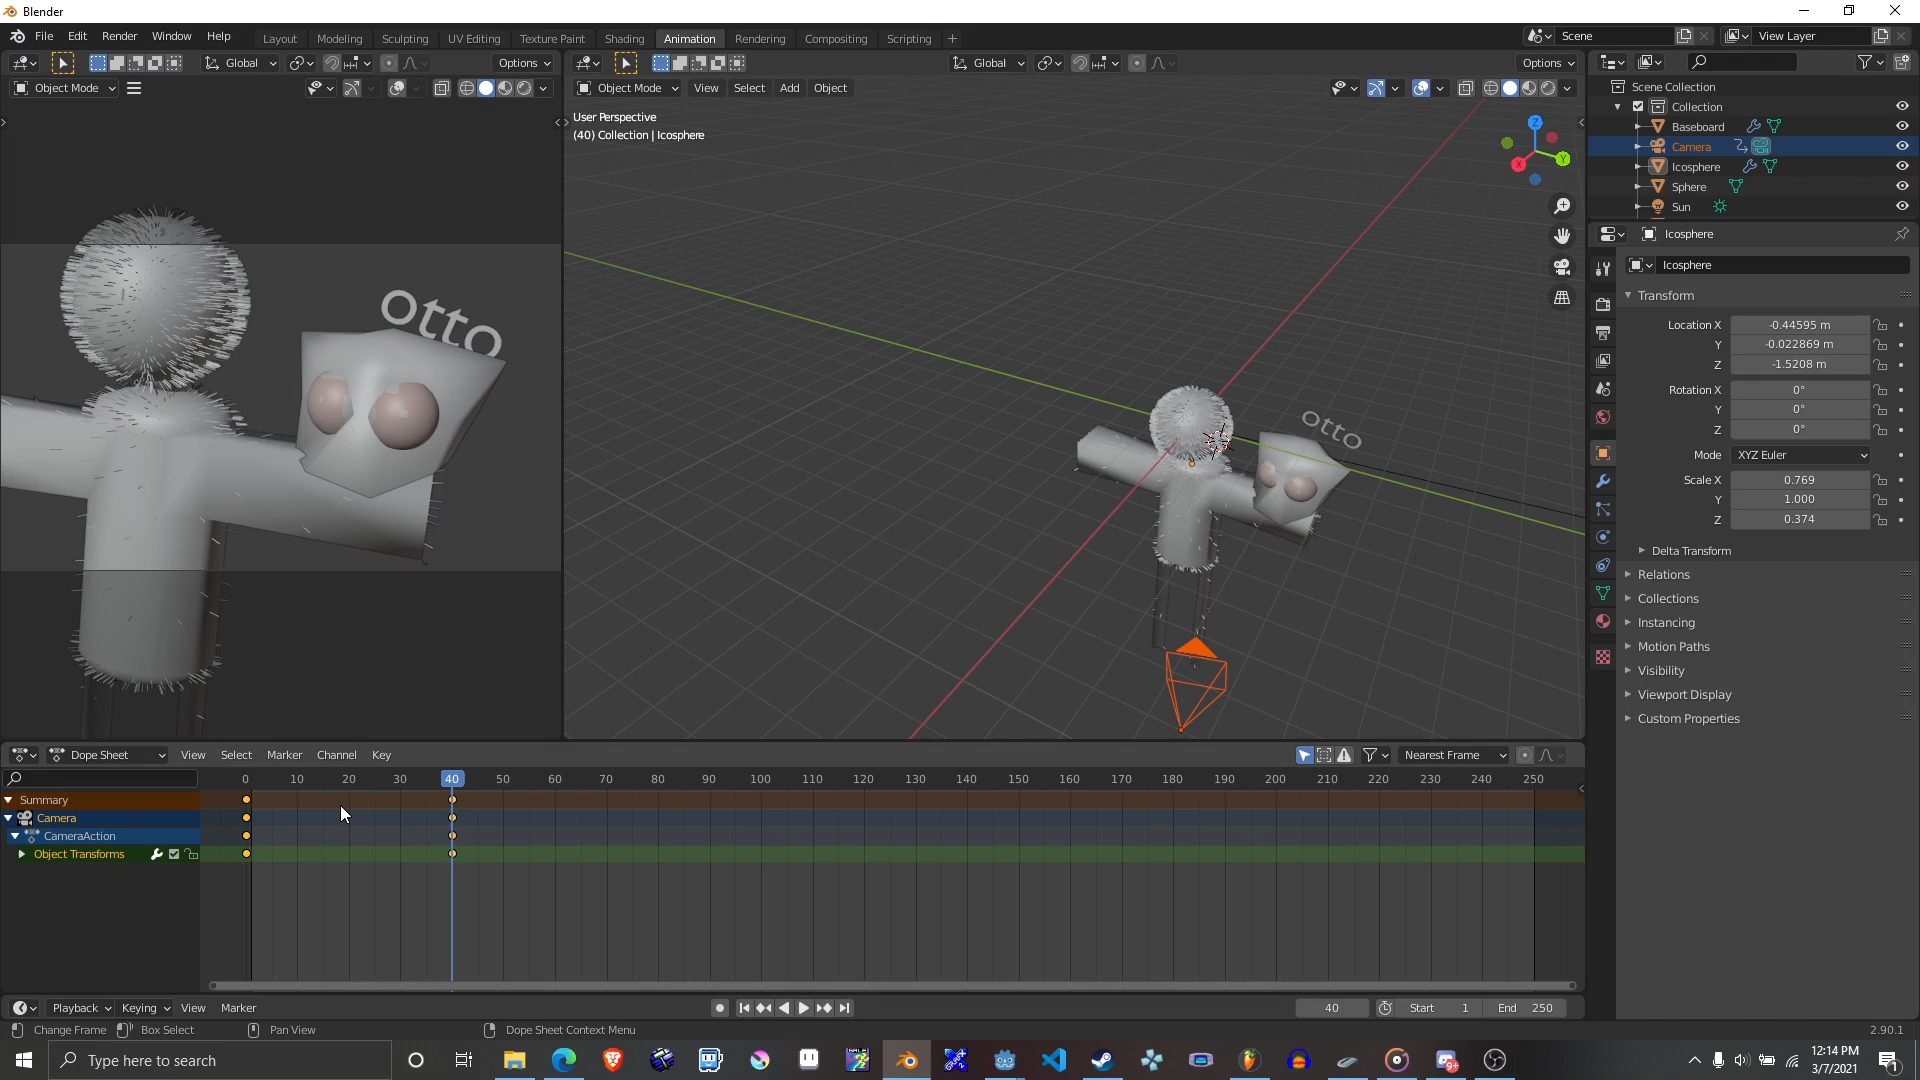 Blender
File Edit Render Window Help
Layout Modeling Sculpting UV Editing Texture Paint Shading Animation Rendering Compositing Scripting
Scene View Layer
Global Options
Global Options
Object Mode
Object Mode View Select Add Object
User Perspective
(40) Collection | Icosphere
Z
Y
X
otto
otto
Scene Collection
Collection
Baseboard
Camera
Icosphere
Sphere
Sun
Icosphere
Icosphere
Transform
Location X -0.44595 m
Y -0.022869 m
Z -1.5208 m
Rotation X 0°
Y 0°
Z 0°
Mode XYZ Euler
Scale X 0.769
Y 1.000
Z 0.374
Delta Transform
Relations
Collections
Instancing
Motion Paths
Visibility
Viewport Display
Custom Properties
Dope Sheet View Select Marker Channel Key Nearest Frame
0 10 20 30 40 50 60 70 80 90 100 110 120 130 140 150 160 170 180 190 200 210 220 230 240 250
Summary
Camera
CameraAction
Object Transforms
Playback Keying View Marker 40 Start 1 End 250
Change Frame Box Select Pan View Dope Sheet Context Menu 2.90.1
Type here to search
12:14 PM
3/7/2021